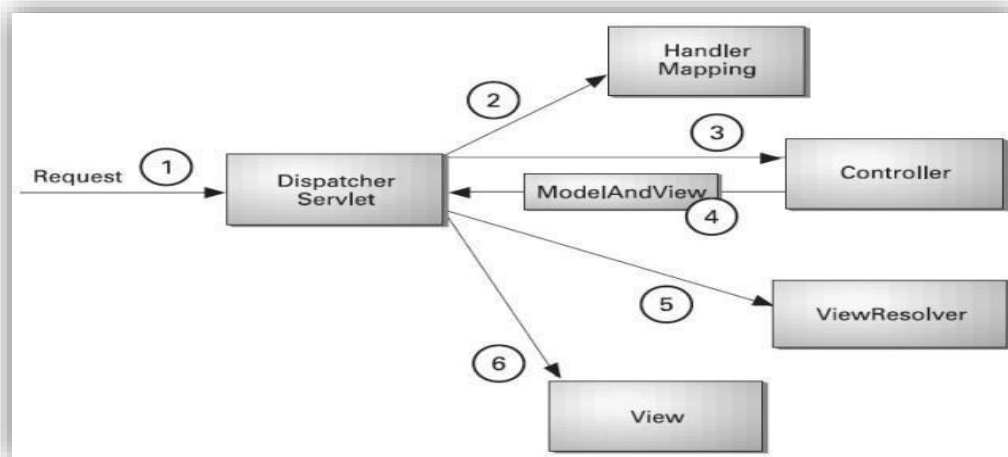 Handler
Mapping
2
3
Request
1
Dispatcher
Servlet
ModelAndView
4
Controller
5
ViewResolver
6
View